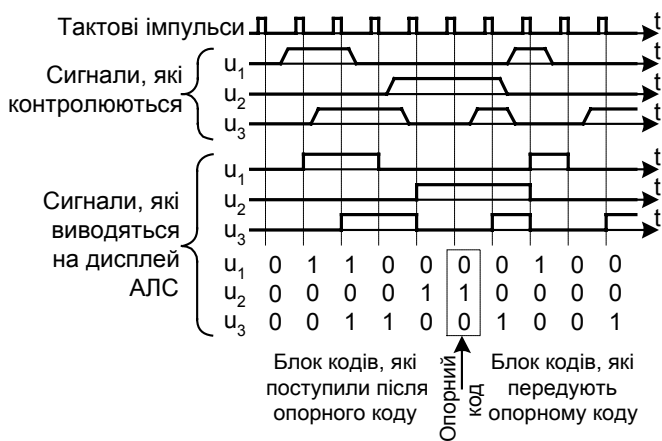 Тактові імпульси t
u1 t
Сигнали, які
контролюються
u2 t
u3 t
u1 t
Сигнали, які
виводяться
на дисплей
АЛС
u2 t
u3 t
u1 0 1 1 0 0 0 0 1 0 0
u2 0 0 0 0 1 1 0 0 0 0
u3 0 0 1 1 0 0 1 0 0 1
Блок кодів, які
поступили після
опорного коду
Опорний
код
Блок кодів, які
передують
опорному коду